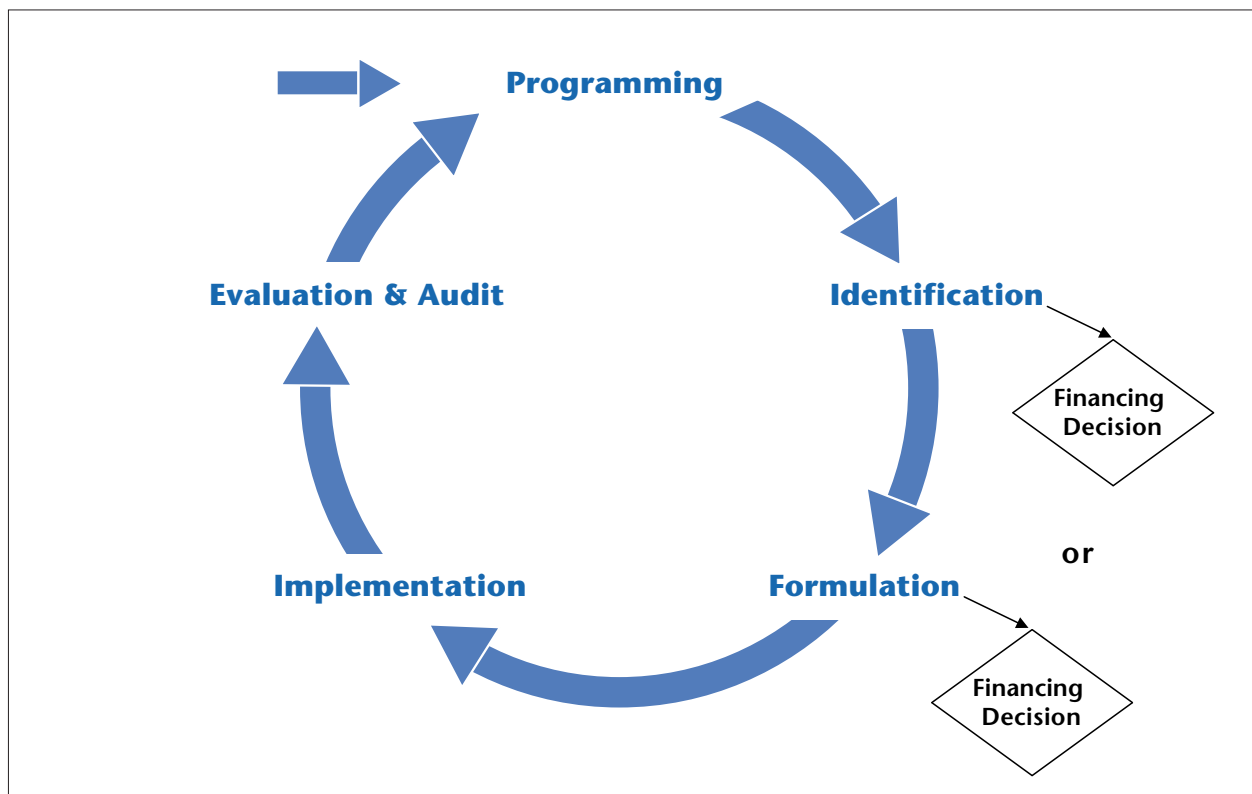 Programming
Evaluation & Audit
Identification
Financing
Decision
or
Implementation
Formulation
Financing
Decision